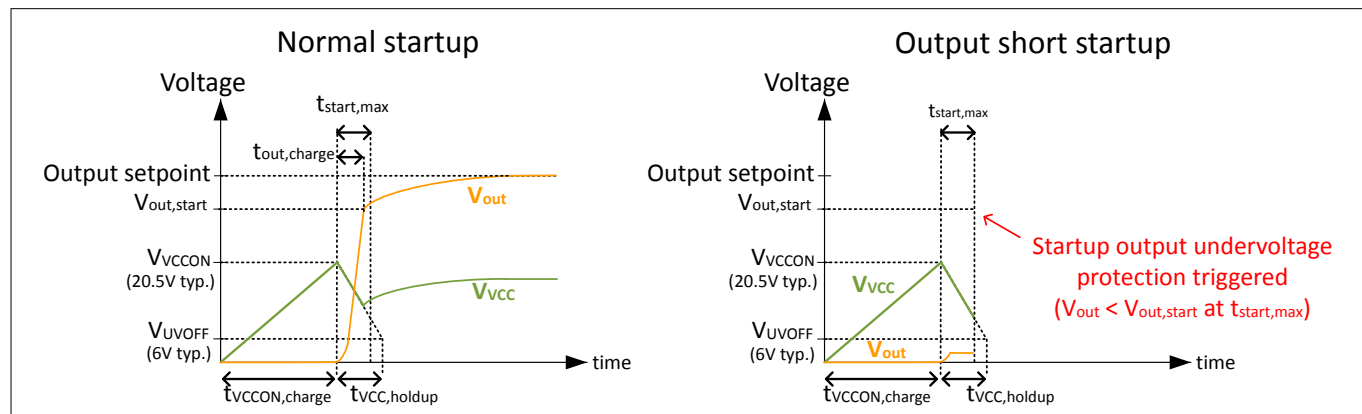 Normal startup
Voltage
tstart,max
tout,charge
Output setpoint
Vout,start
VVCCON
(20.5V typ.)
VUVOFF
(6V typ.)
Vout
VVCC
time
tVCCON,charge
tVCC,holdup
Output short startup
Voltage
tstart,max
Output setpoint
Vout,start
VVCCON
(20.5V typ.)
VUVOFF
(6V typ.)
VVCC
Vout
Startup output undervoltage
protection triggered
(Vout < Vout,start at tstart,max)
time
tVCCON,charge
tVCC,holdup